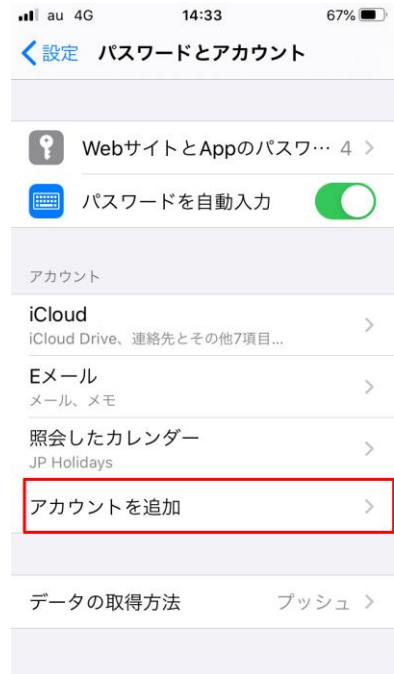 au 4G 14:33 67%
設定 パスワードとアカウント
WebサイトとAppのパスワ… 4
パスワードを自動入力
アカウント
iCloud
iCloud Drive、連絡先とその他7項目...
Eメール
メール、メモ
照会したカレンダー
JP Holidays
アカウントを追加
データの取得方法 プッシュ